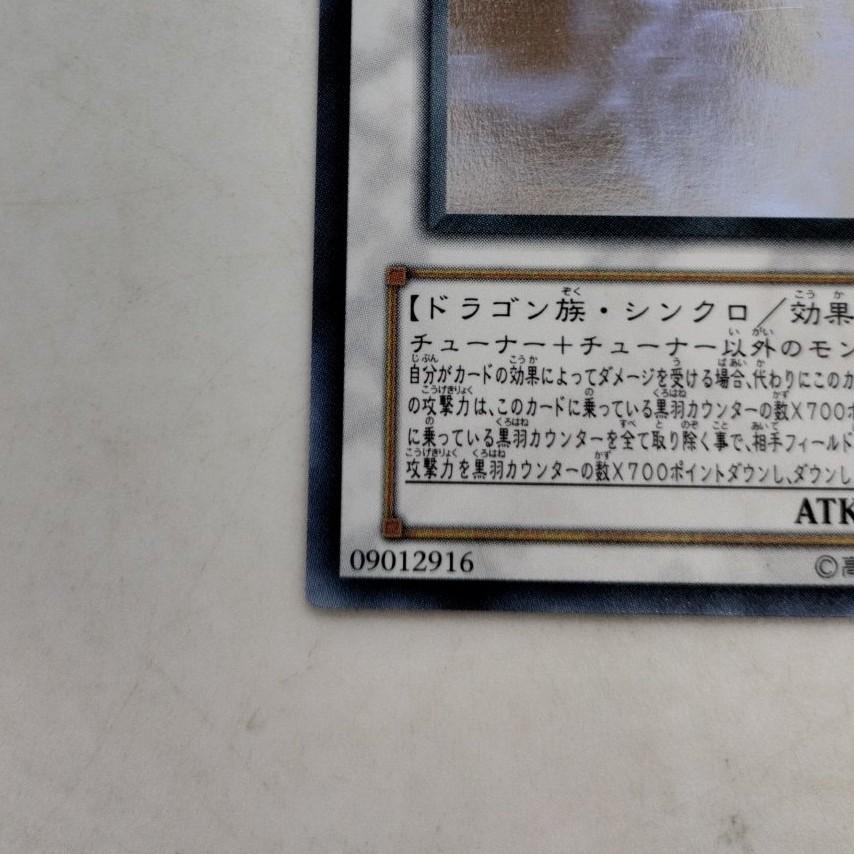 【ドラゴン族・シンクロ／効果
チューナー＋チューナー以外のモン
自分がカードの効果によってダメージを受ける場合、代わりにこのカ
の攻撃力は、このカードに乗っている黒羽カウンターの数X700ポ
に乗っている黒羽カウンターを全て取り除く事で、相手フィールド
攻撃力を黒羽カウンターの数X700ポイントダウンし、ダウンし
ATK
09012916
©高